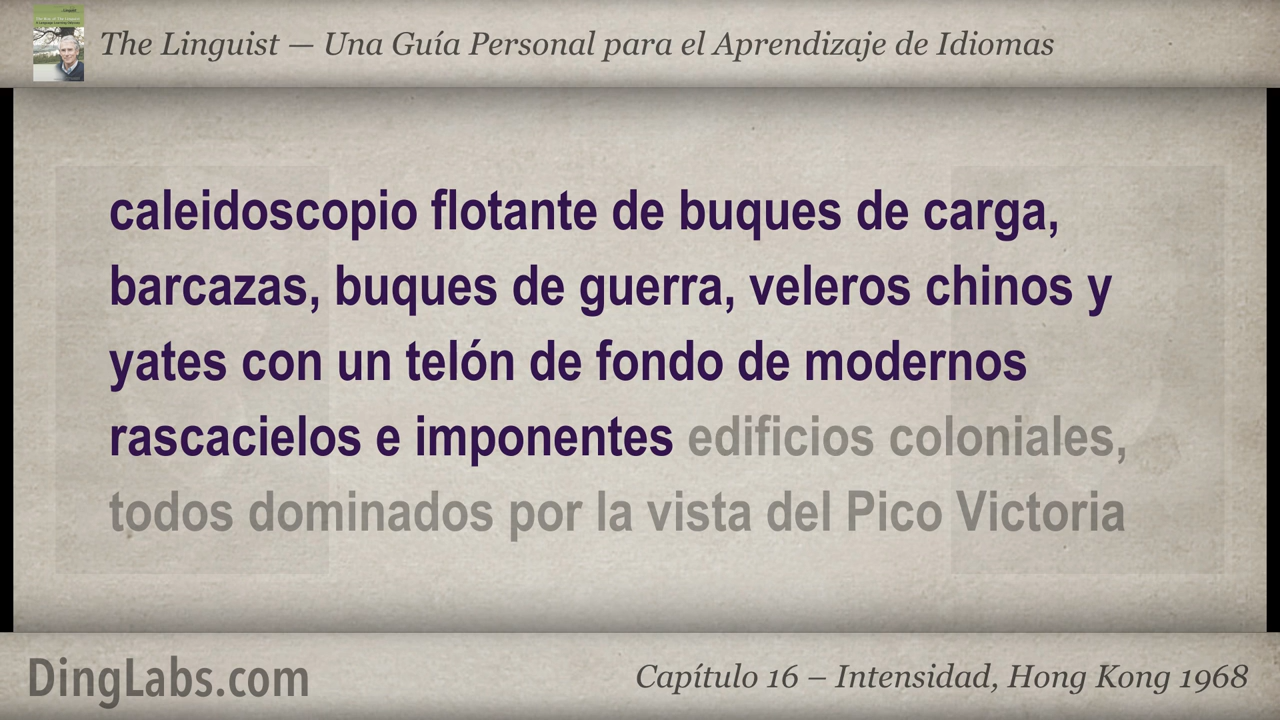 The Linguist — Una Guía Personal para el Aprendizaje de Idiomas
caleidoscopio flotante de buques de carga,
barcazas, buques de guerra, veleros chinos y
yates con un telón de fondo de modernos
rascacielos e imponentes edificios coloniales,
todos dominados por la vista del Pico Victoria
DingLabs.com
Capítulo 16 – Intensidad, Hong Kong 1968